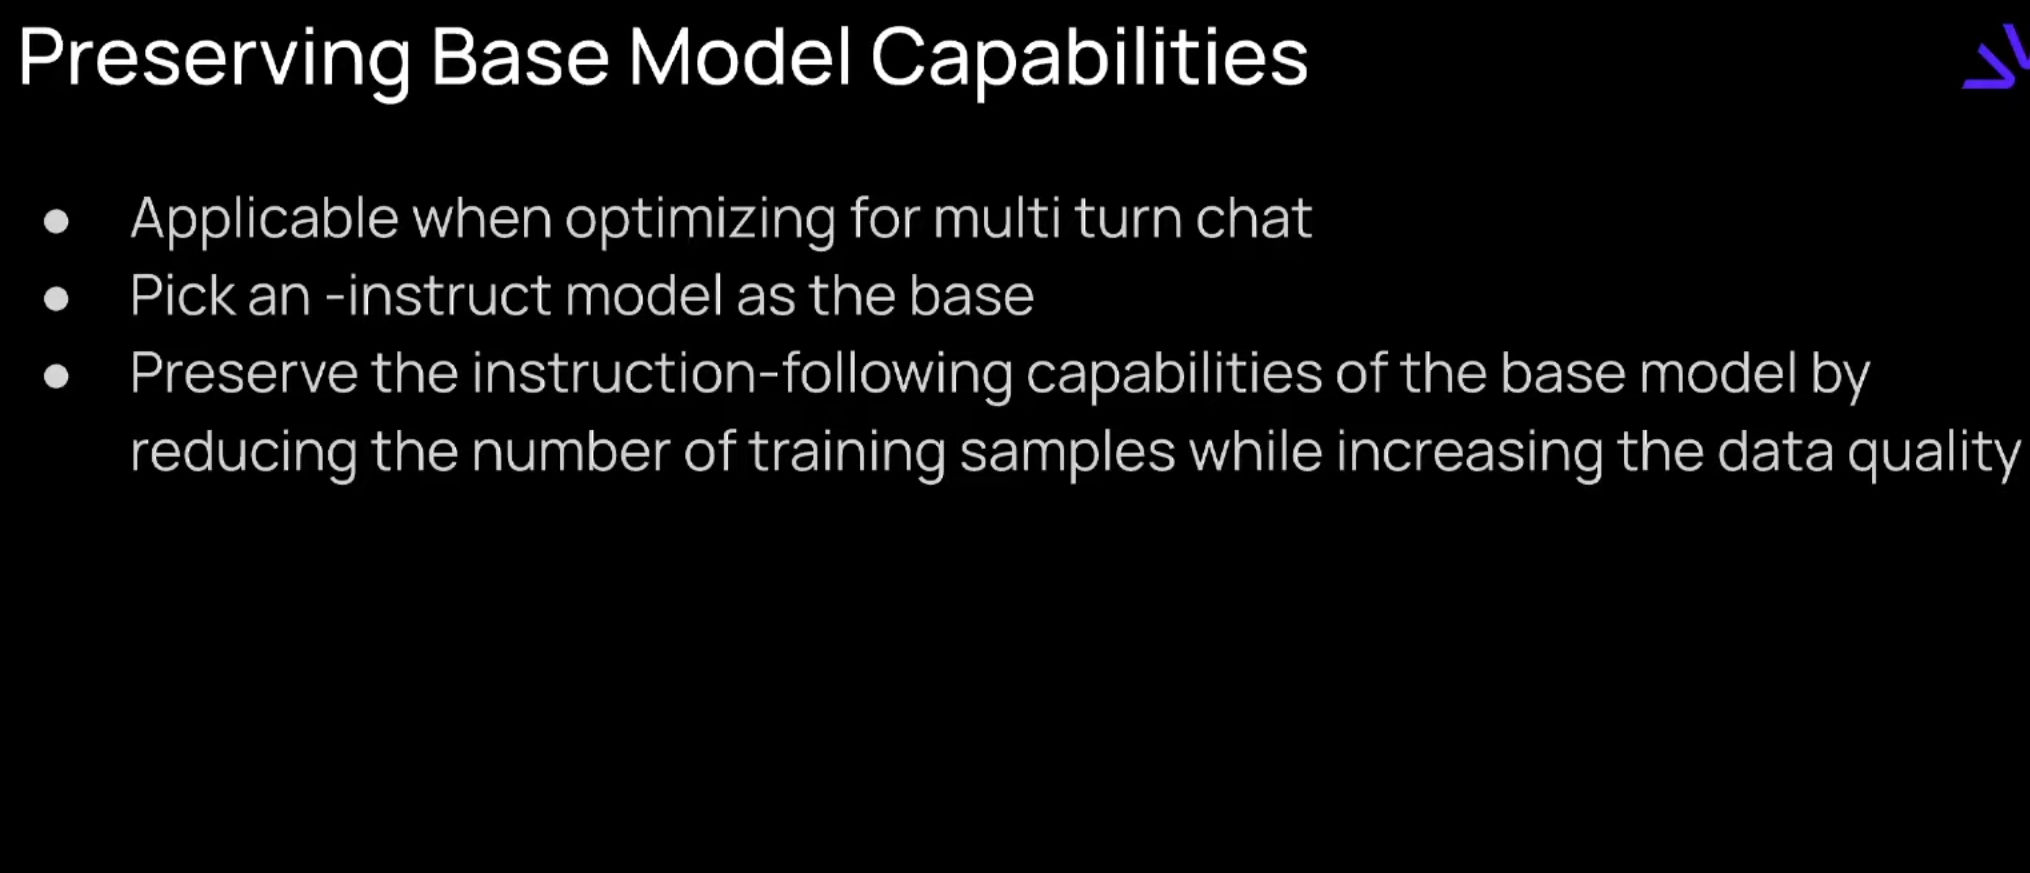 Preserving Base Model Capabilities
● Applicable when optimizing for multi turn chat
● Pick an -instruct model as the base
● Preserve the instruction-following capabilities of the base model by
reducing the number of training samples while increasing the data quality